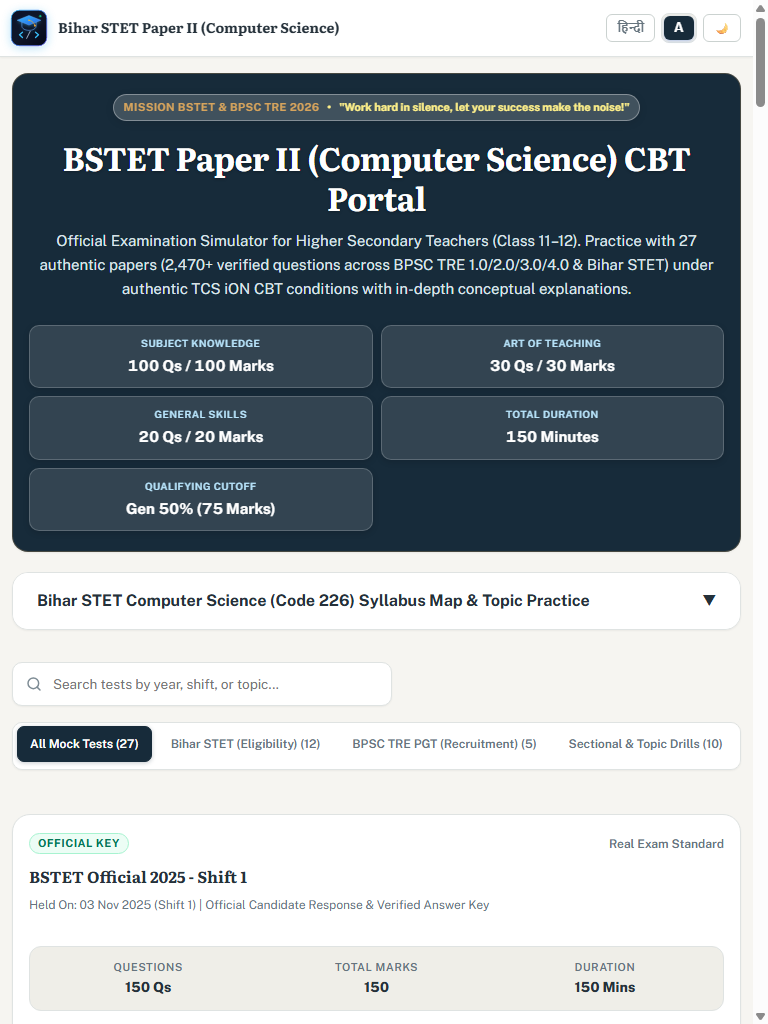 Bihar STET Paper II (Computer Science)
हिन्दी
A
MISSION BSTET & BPSC TRE 2026 • "Work hard in silence, let your success make the noise!"
BSTET Paper II (Computer Science) CBT
Portal
Official Examination Simulator for Higher Secondary Teachers (Class 11–12). Practice with 27
authentic papers (2,470+ verified questions across BPSC TRE 1.0/2.0/3.0/4.0 & Bihar STET) under
authentic TCS iON CBT conditions with in-depth conceptual explanations.
SUBJECT KNOWLEDGE
100 Qs / 100 Marks
ART OF TEACHING
30 Qs / 30 Marks
GENERAL SKILLS
20 Qs / 20 Marks
TOTAL DURATION
150 Minutes
QUALIFYING CUTOFF
Gen 50% (75 Marks)
Bihar STET Computer Science (Code 226) Syllabus Map & Topic Practice
Search tests by year, shift, or topic...
All Mock Tests (27)
Bihar STET (Eligibility) (12)
BPSC TRE PGT (Recruitment) (5)
Sectional & Topic Drills (10)
OFFICIAL KEY
Real Exam Standard
BSTET Official 2025 - Shift 1
Held On: 03 Nov 2025 (Shift 1) | Official Candidate Response & Verified Answer Key
QUESTIONS
150 Qs
TOTAL MARKS
150
DURATION
150 Mins